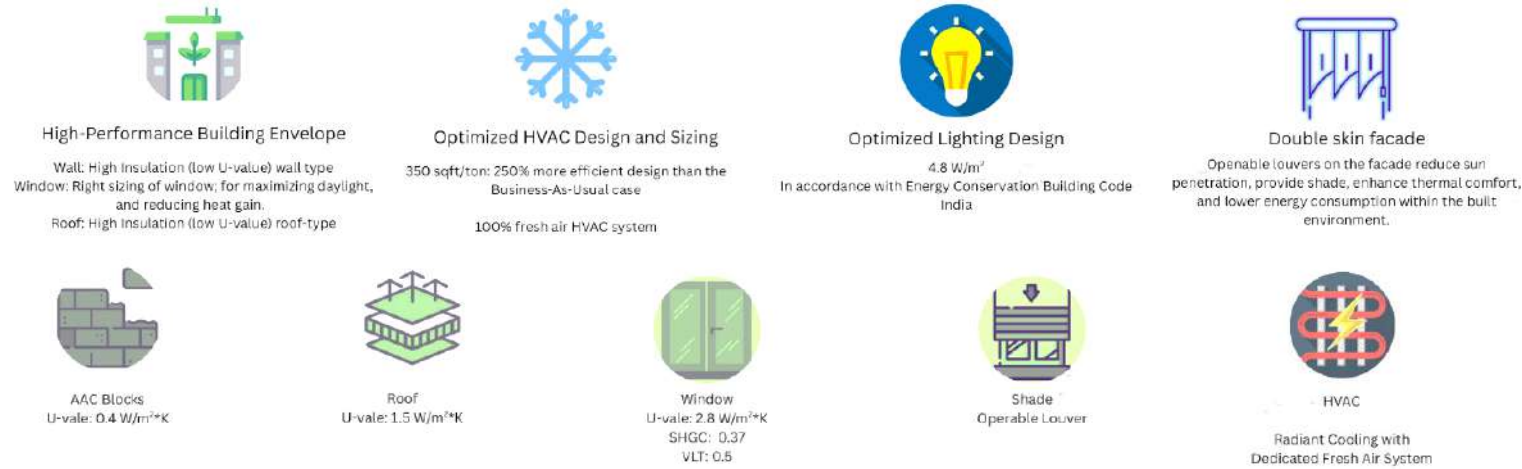 High-Performance Building Envelope
Wall: High Insulation (low U-value) wall type
Window: Right sizing of window; for maximizing daylight,
and reducing heat gain.
Roof: High Insulation (low U-value) roof-type
Optimized HVAC Design and Sizing
350 sqft/ton: 250% more efficient design than the
Business-As-Usual case
100% fresh air HVAC system
Optimized Lighting Design
4.8 W/m²
In accordance with Energy Conservation Building Code
India
Double skin facade
Openable louvers on the facade reduce sun
penetration, provide shade, enhance thermal comfort,
and lower energy consumption within the built
environment.
AAC Blocks
U-vale: 0.4 W/m²*K
Roof
U-vale: 1.5 W/m²*K
Window
U-vale: 2.8 W/m²*K
SHGC: 0.37
VLT: 0.5
Shade
Operable Louver
HVAC
Radiant Cooling with
Dedicated Fresh Air System